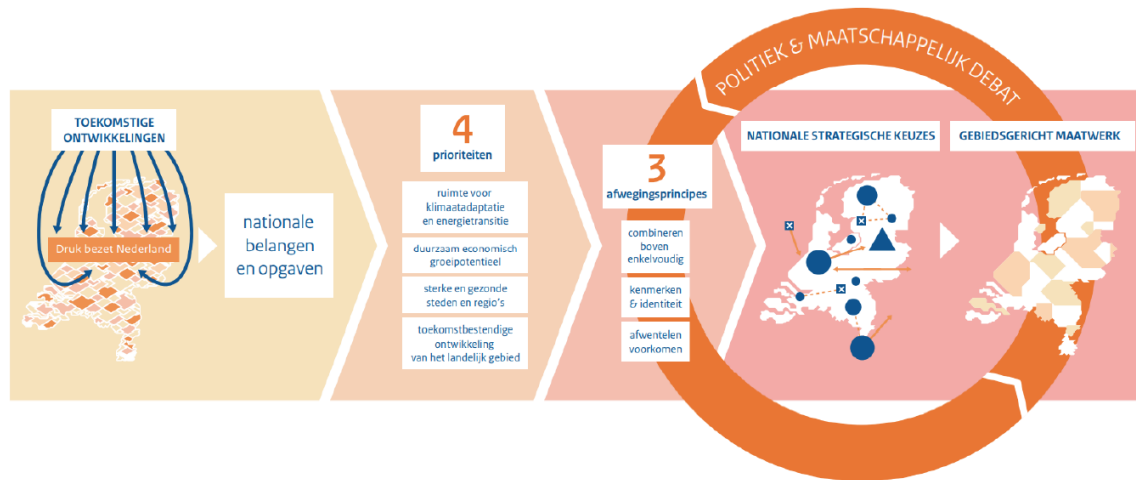 POLITIEK & MAATSCHAPPELIJK DEBAT
TOEKOMSTIGE
ONTWIKKELINGEN
Druk bezet Nederland
nationale
belangen
en opgaven
4
prioriteiten
ruimte voor
klimaatadaptatie
en energietransitie
duurzaam economisch
groeipotentieel
sterke en gezonde
steden en regio's
toekomstbestendige
ontwikkeling
van het landelijk gebied
3
afwegingsprincipes
combineren
boven
enkelvoudig
kenmerken
& identiteit
afwentelen
voorkomen
NATIONALE STRATEGISCHE KEUZES
GEBIEDSGERICHT MAATWERK